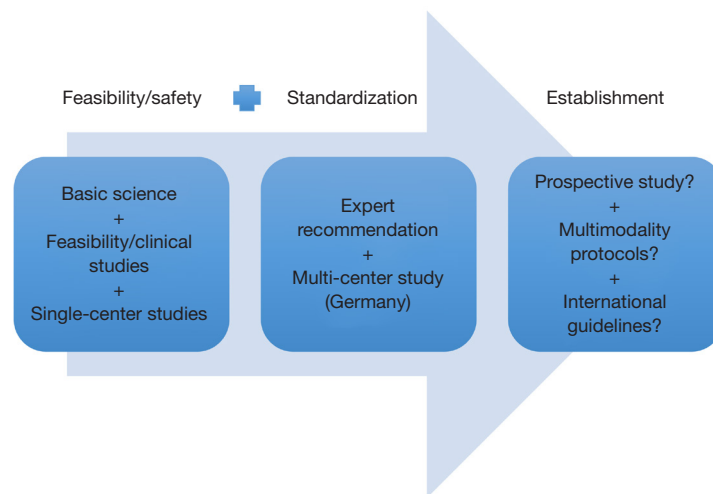 Feasibility/safety
Standardization
Establishment
Basic science
+
Feasibility/clinical
studies
+
Single-center studies
Expert
recommendation
+
Multi-center study
(Germany)
Prospective study?
+
Multimodality
protocols?
+
International
guidelines?